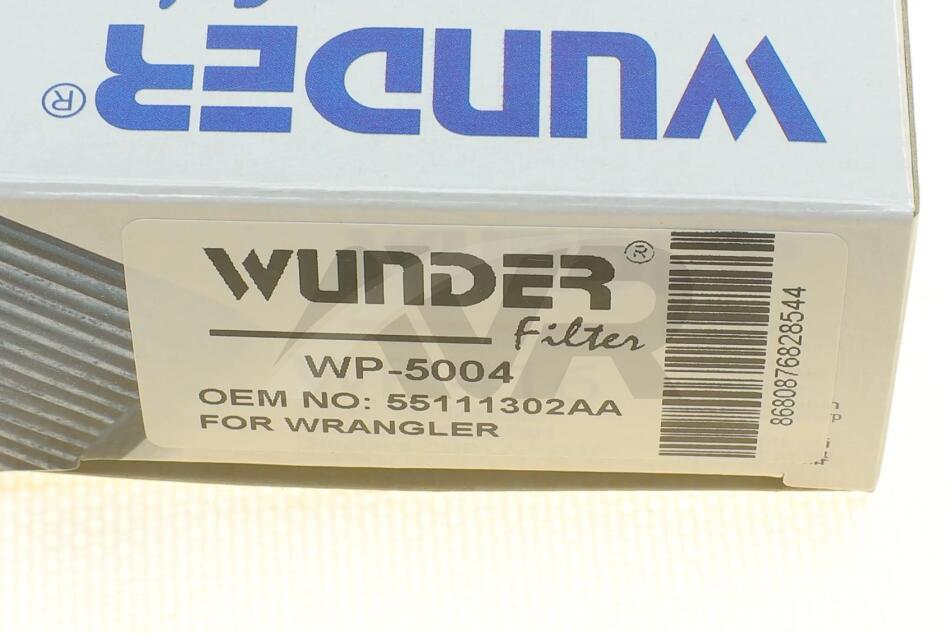 WUNDER®
WUNDER®
Filter
WP-5004
OEM NO: 55111302AA
FOR WRANGLER
8680876828544